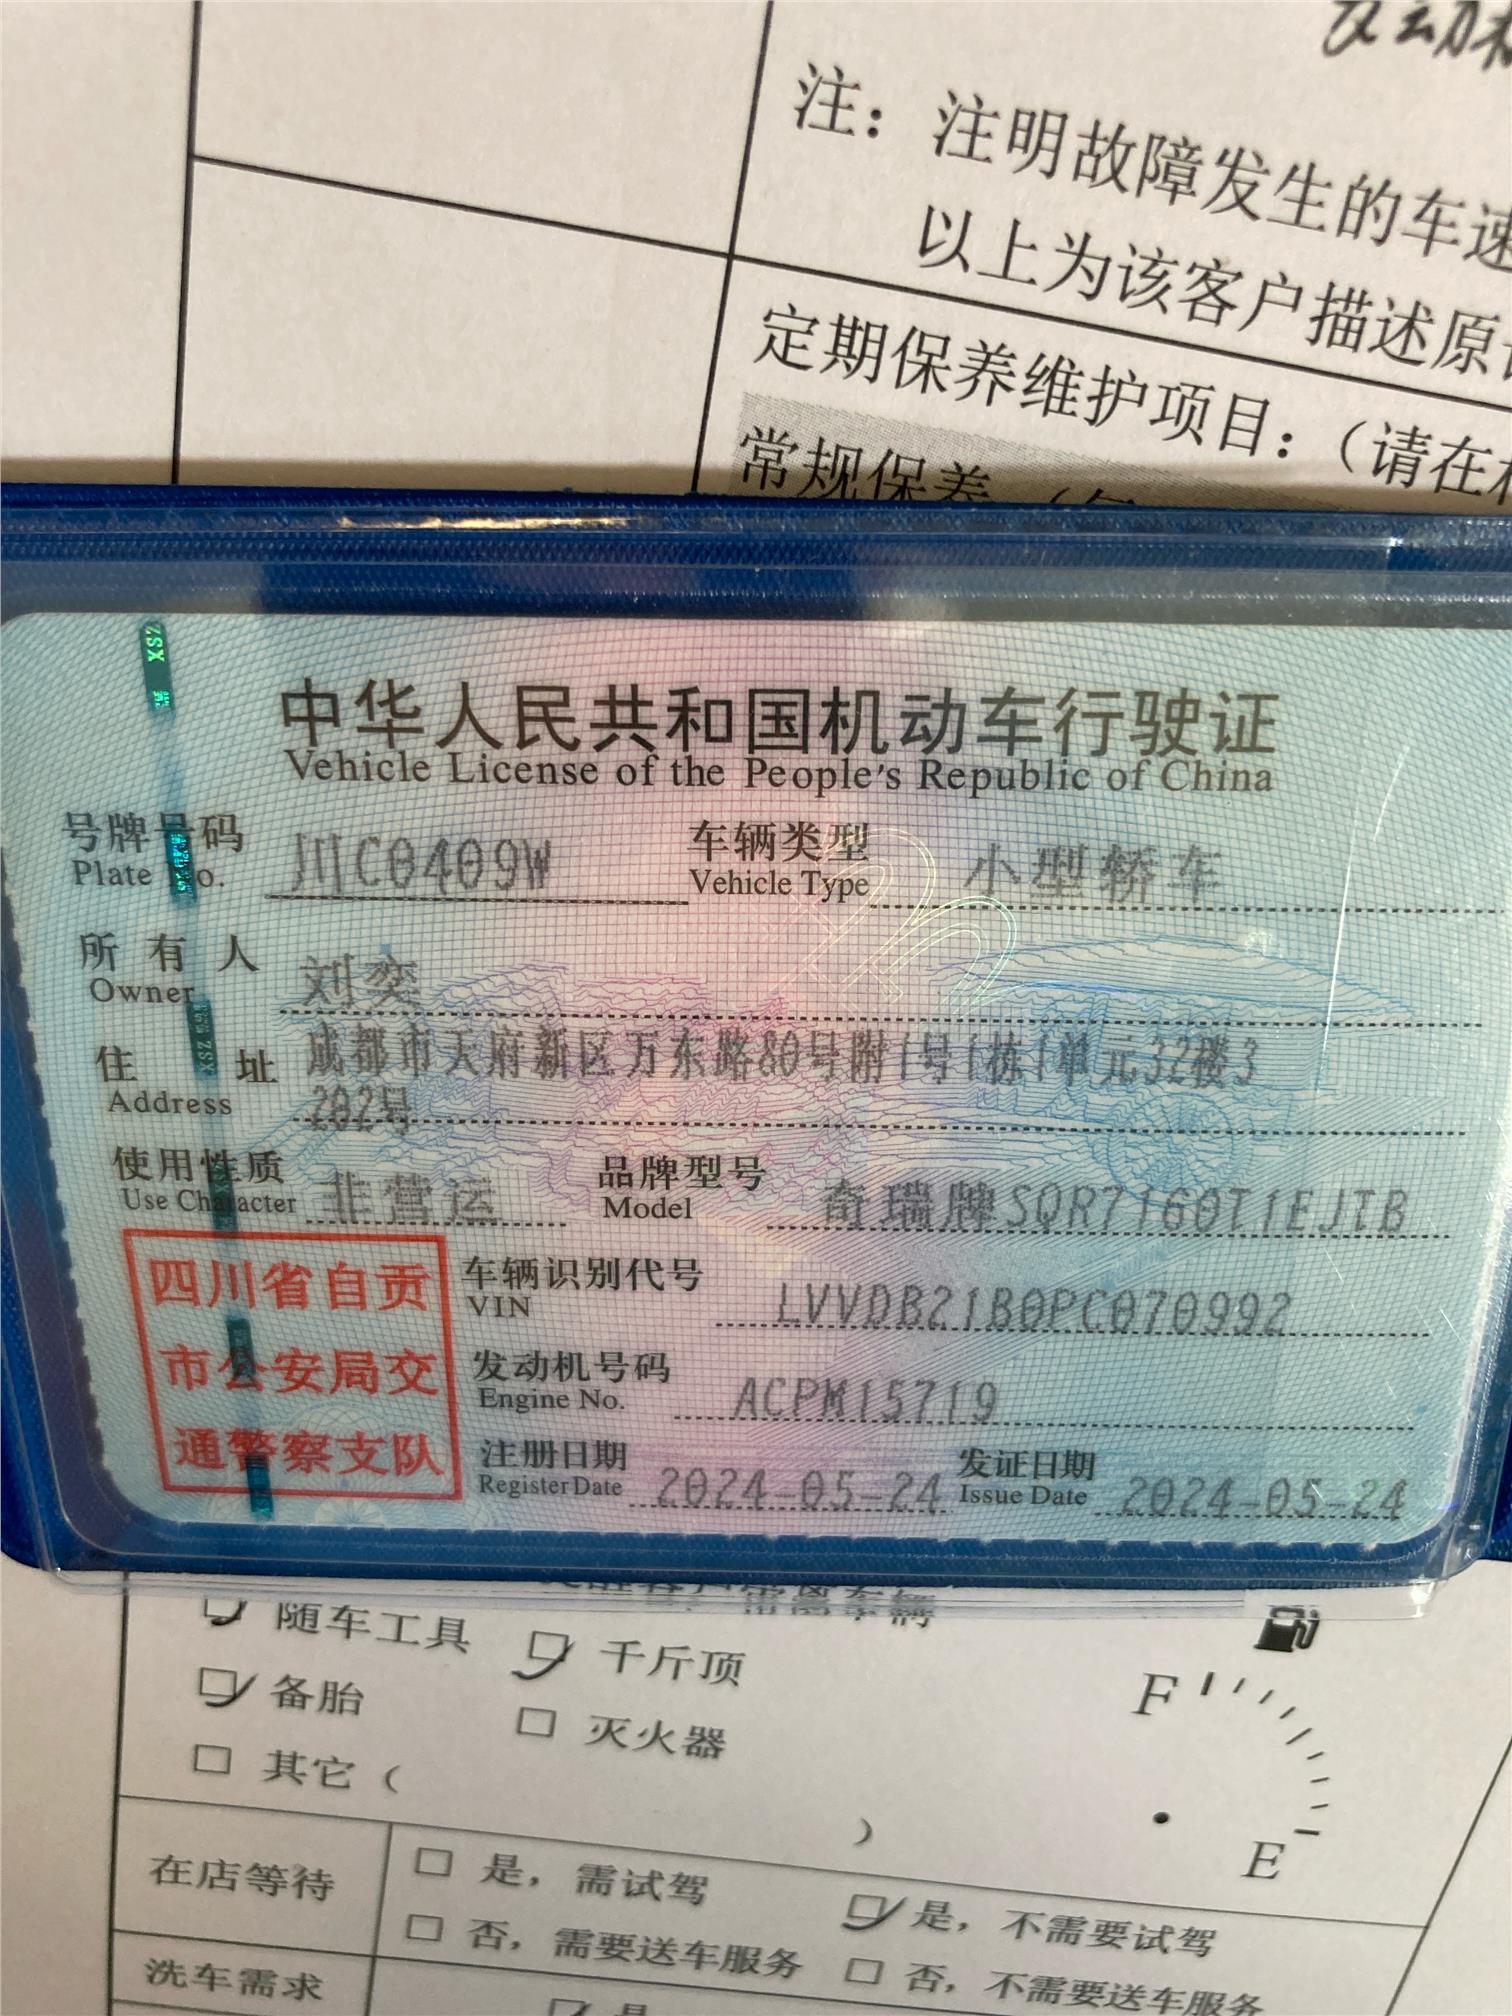 发动机
注：注明故障发生的车速
以上为该客户描述原
定期保养维护项目：（请在
常规保养（每
XSZ
中华人民共和国机动车行驶证
Vehicle License of the People's Republic of China
号牌号码 川C0409W 车辆类型 小型轿车
Plate No. Vehicle Type
所有人 刘奕
Owner
住址 成都市天府新区万东路80号附1号1栋1单元32楼3
Address 202号
使用性质 非营运 品牌型号 奇瑞牌SQR7160T1EJTB
Use Character Model
四川省自贡
市公安局交
通警察支队
车辆识别代号 LVVDB21B0PC070992
VIN
发动机号码 ACPM15719
Engine No.
注册日期 2024-05-24 发证日期 2024-05-24
Register Date Issue Date
随车工具 千斤顶
备胎 灭火器
其它（ ）
F
E
在店等待 是，需试驾 是，不需要试驾
否，需要送车服务 否，不需要送车服务
洗车需求 是